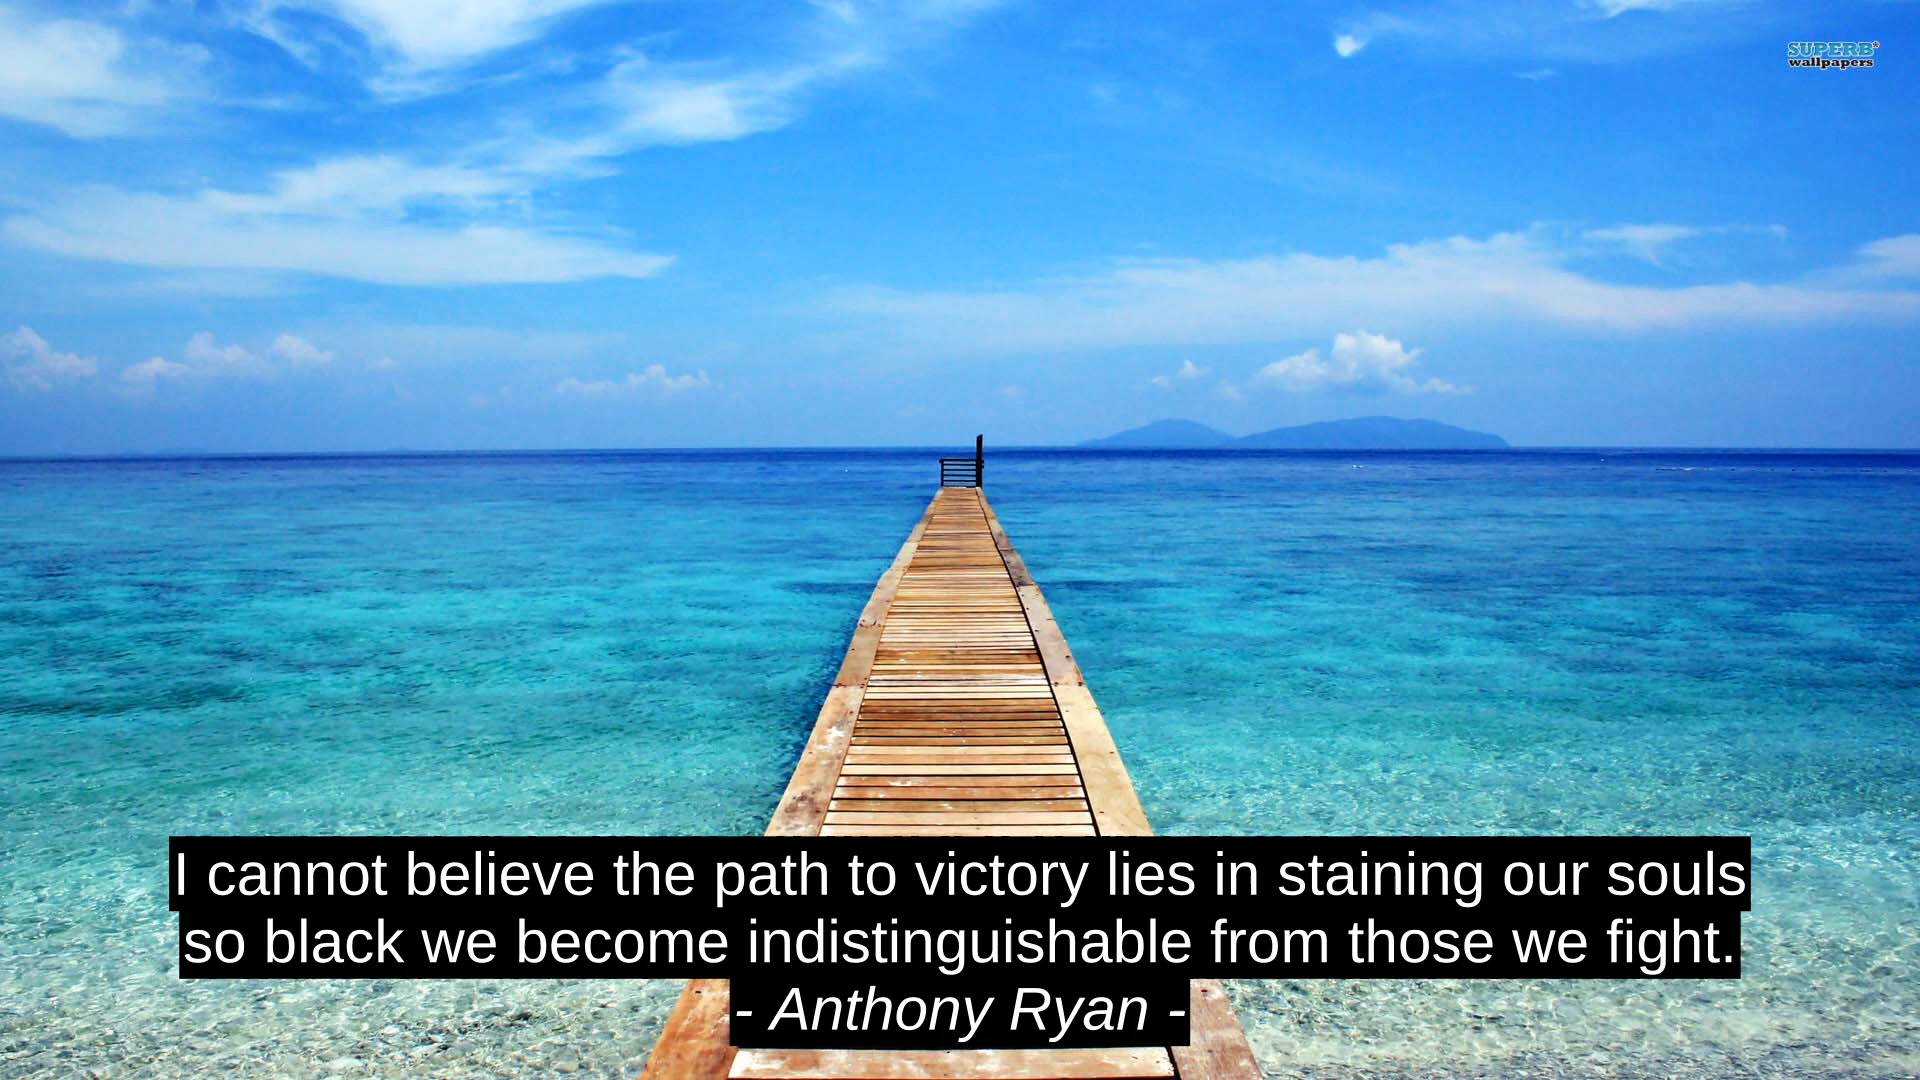 SUPERB*
wallpapers
I cannot believe the path to victory lies in staining our souls
so black we become indistinguishable from those we fight.
- Anthony Ryan -